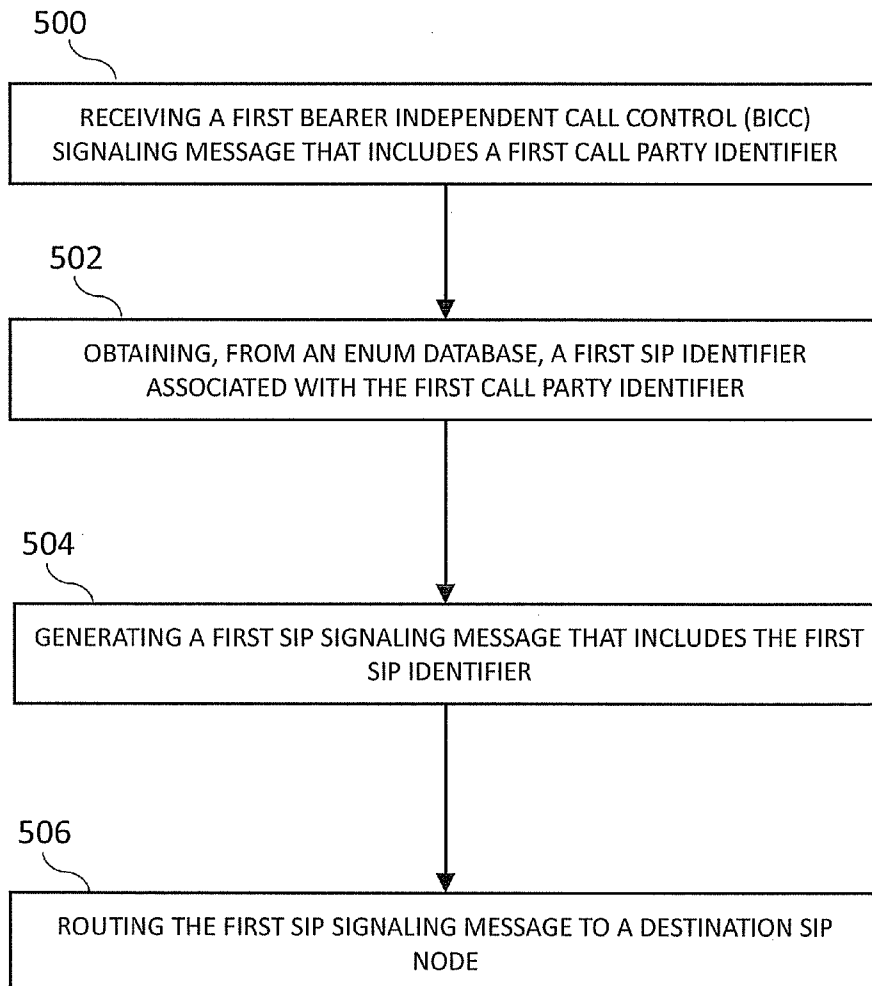 500
RECEIVING A FIRST BEARER INDEPENDENT CALL CONTROL (BICC)
SIGNALING MESSAGE THAT INCLUDES A FIRST CALL PARTY IDENTIFIER
502
OBTAINING, FROM AN ENUM DATABASE, A FIRST SIP IDENTIFIER
ASSOCIATED WITH THE FIRST CALL PARTY IDENTIFIER
504
GENERATING A FIRST SIP SIGNALING MESSAGE THAT INCLUDES THE FIRST
SIP IDENTIFIER
506
ROUTING THE FIRST SIP SIGNALING MESSAGE TO A DESTINATION SIP
NODE